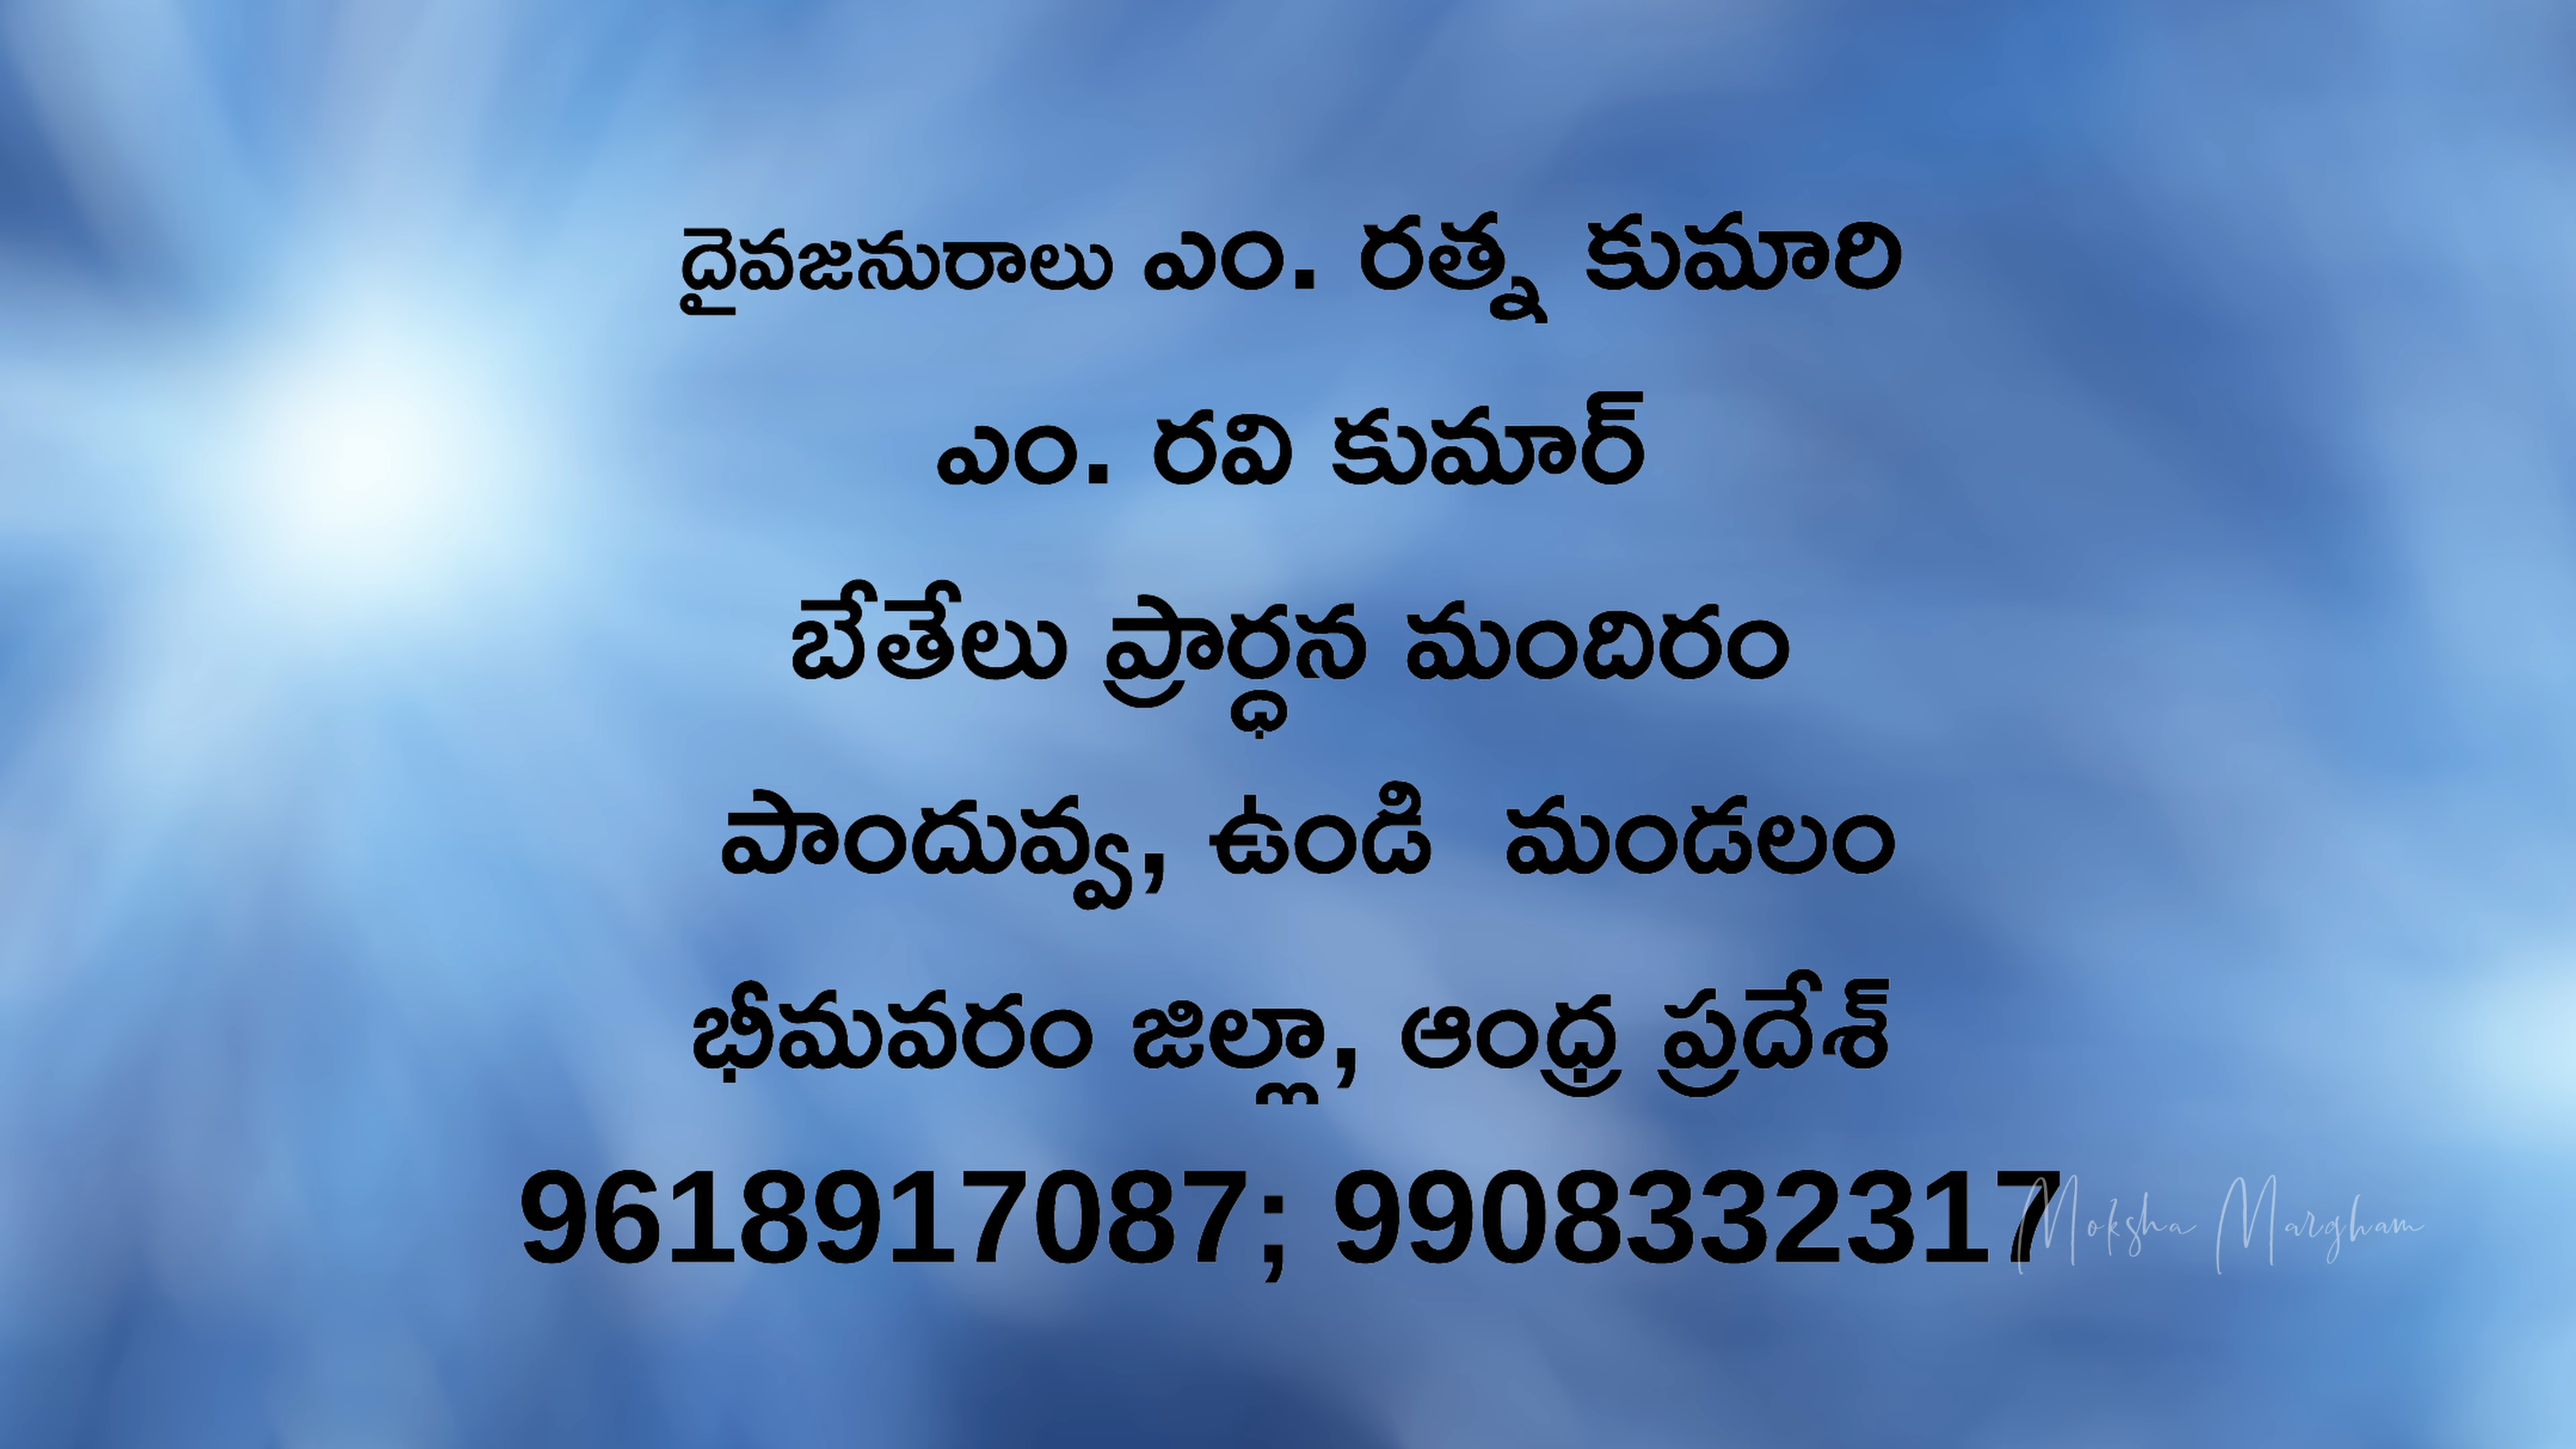 దైవజనురాలు ఎం. రత్న కుమారి
ఎం. రవి కుమార్
బేతేలు ప్రార్ధన మందిరం
పాందువ్వ, ఉండి మండలం
భీమవరం జిల్లా, ఆంధ్ర ప్రదేశ్
9618917087; 9908332317
Moksha Margham